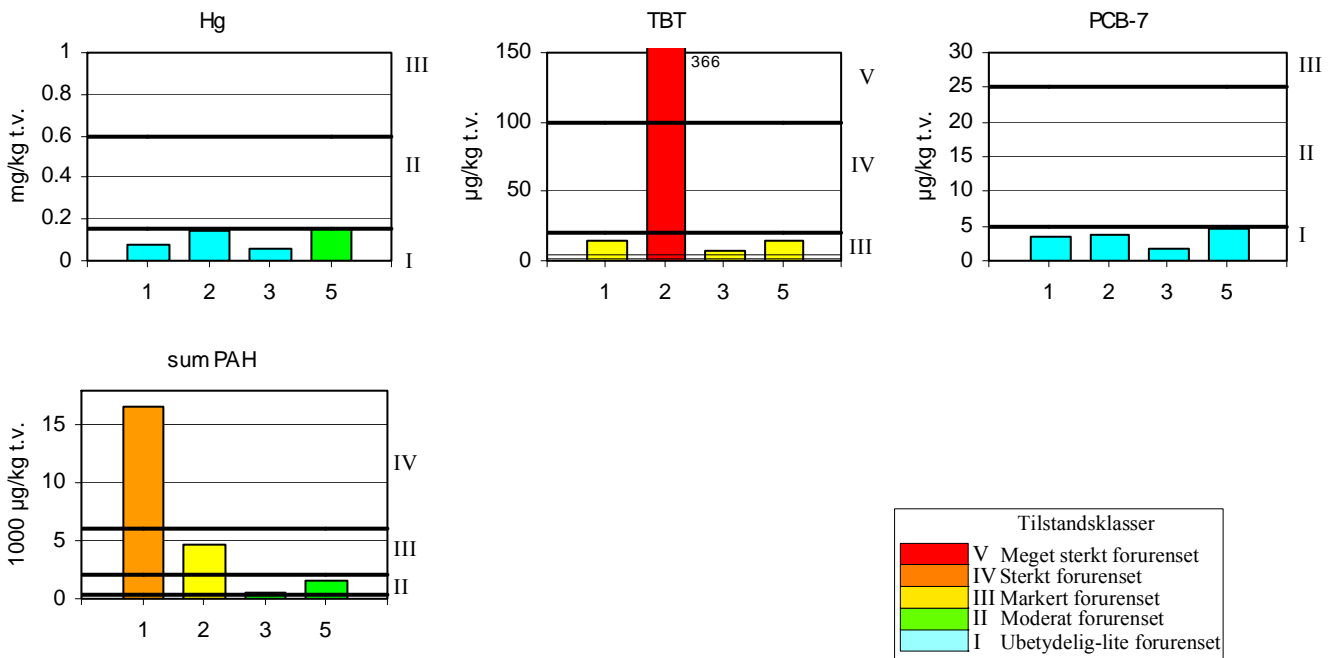 Hg
mg/kg t.v.
1
0.8
0.6
0.4
0.2
0
III
II
I
1 2 3 5
TBT
µg/kg t.v.
150
100
50
0
366
V
IV
III
1 2 3 5
PCB-7
µg/kg t.v.
30
25
20
15
10
5
0
III
II
I
1 2 3 5
sum PAH
1000 µg/kg t.v.
15
10
5
0
IV
III
II
1 2 3 5
Tilstandsklasser
V Meget sterkt forurenset
IV Sterkt forurenset
III Markert forurenset
II Moderat forurenset
I Ubetydelig-lite forurenset